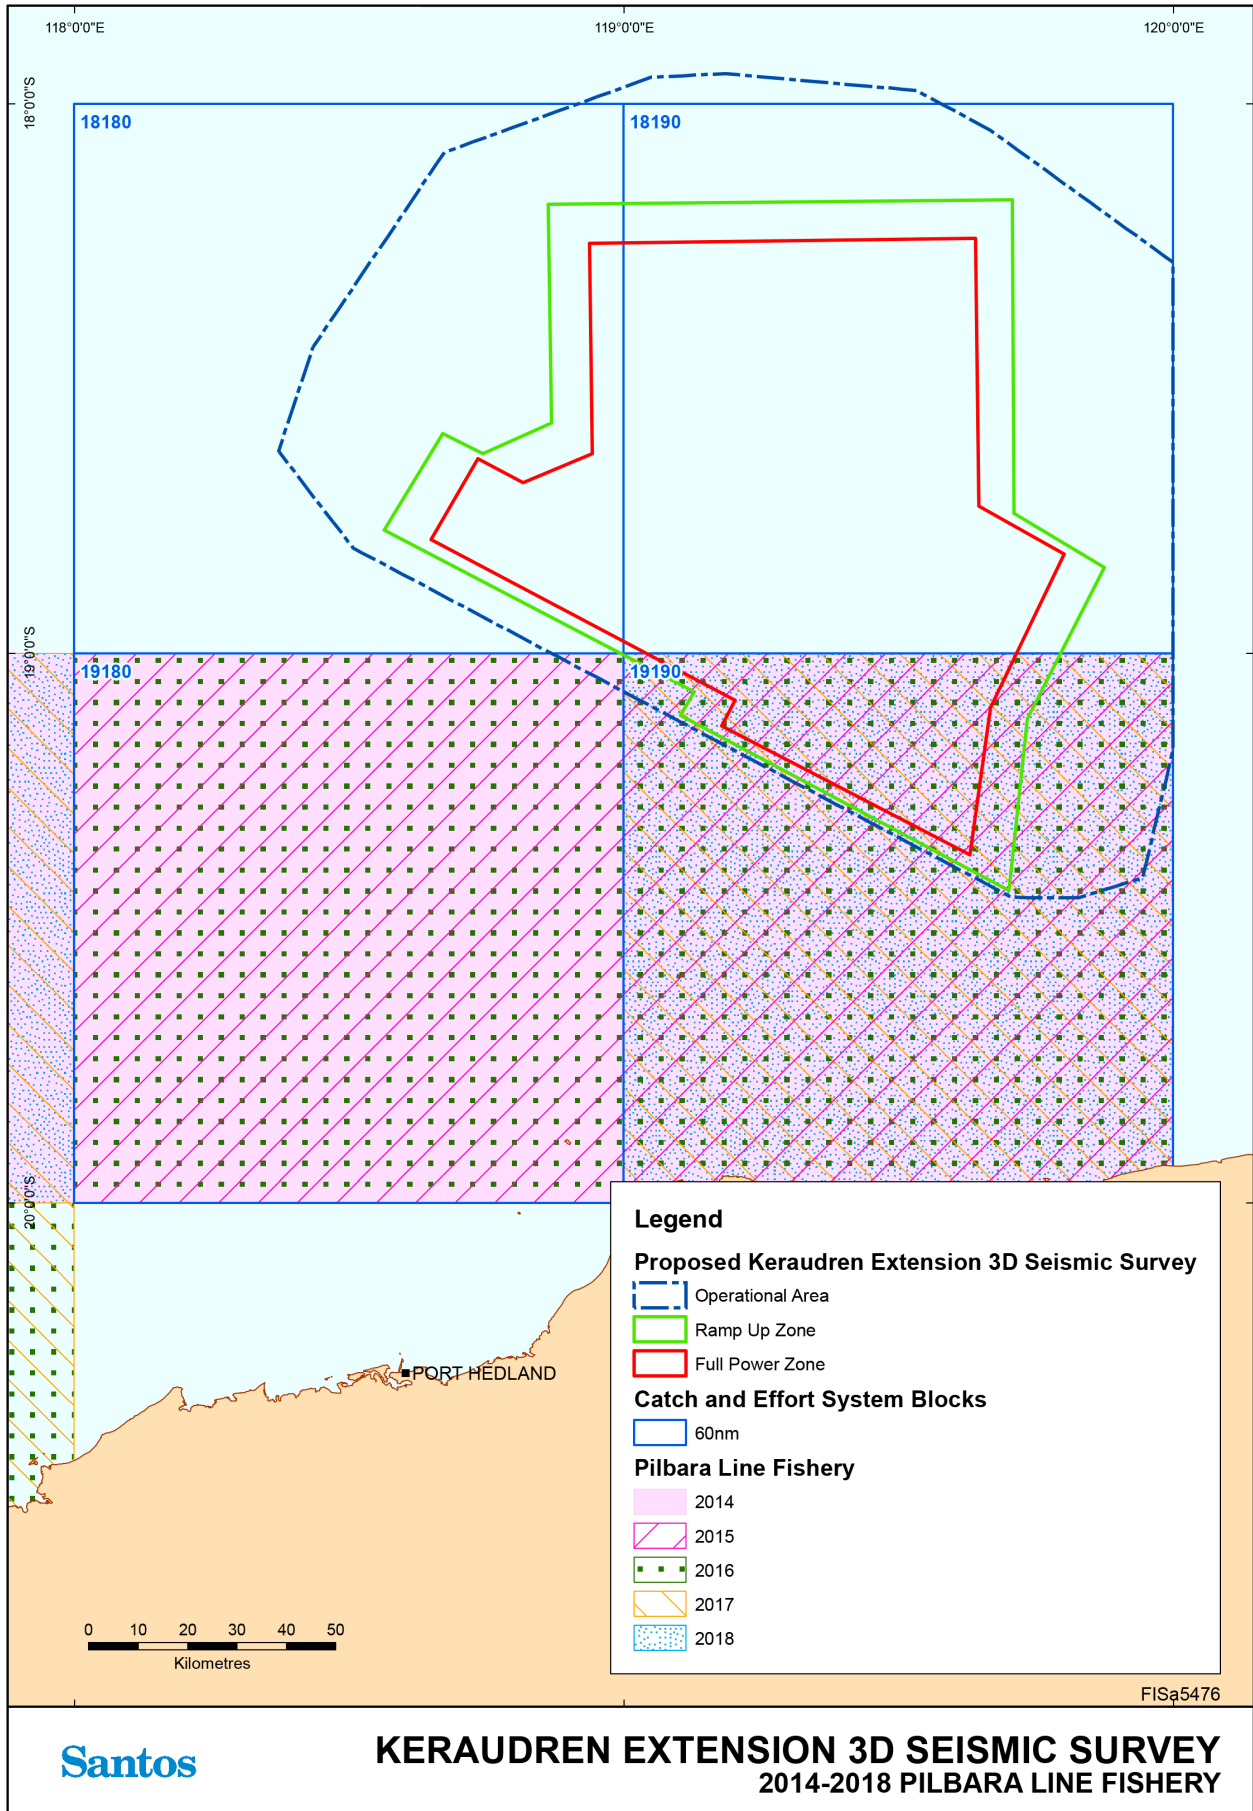 118°0'0"E
119°0'0"E
120°0'0"E
18°0'0"S
18180
18190
19°0'0"S
19180
19190
20°0'0"S
PORT HEDLAND
Legend
Proposed Keraudren Extension 3D Seismic Survey
Operational Area
Ramp Up Zone
Full Power Zone
Catch and Effort System Blocks
60nm
Pilbara Line Fishery
2014
2015
2016
2017
2018
0 10 20 30 40 50
Kilometres
FISa5476
Santos
KERAUDREN EXTENSION 3D SEISMIC SURVEY
2014-2018 PILBARA LINE FISHERY